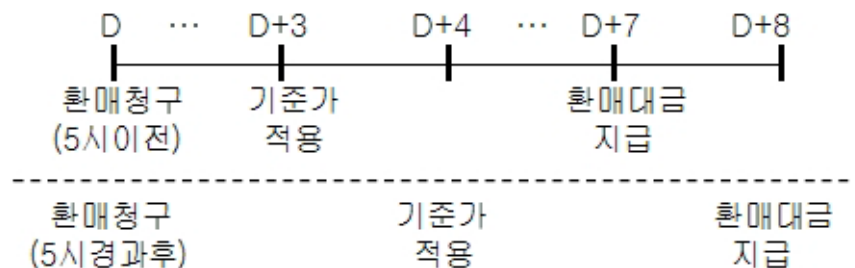 D ··· D+3 D+4 ··· D+7 D+8
환매청구 기준가 환매대금
(5시이전) 적용 지급
환매청구 기준가 환매대금
(5시경과후) 적용 지급